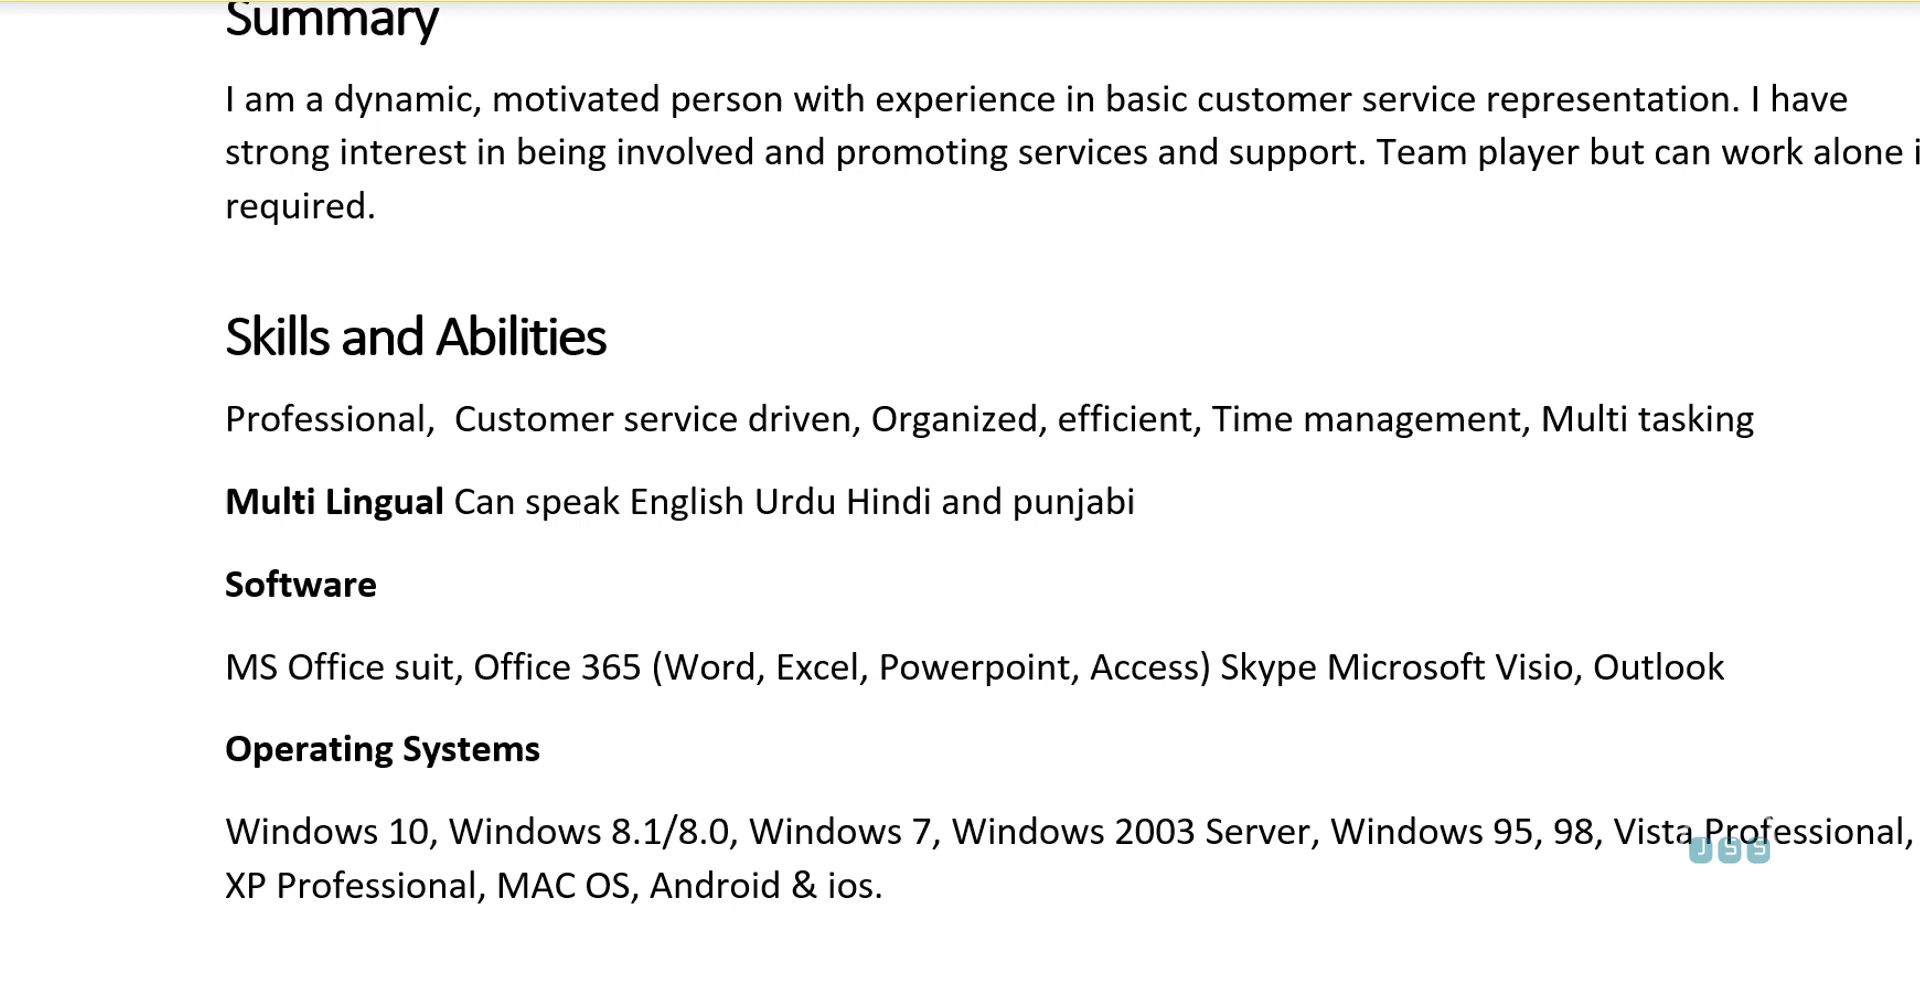 Summary
I am a dynamic, motivated person with experience in basic customer service representation. I have
strong interest in being involved and promoting services and support. Team player but can work alone
required.
Skills and Abilities
Professional,  Customer service driven, Organized, efficient, Time management, Multi tasking
Multi Lingual Can speak English Urdu Hindi and punjabi
Software
MS Office suit, Office 365 (Word, Excel, Powerpoint, Access) Skype Microsoft Visio, Outlook
Operating Systems
Windows 10, Windows 8.1/8.0, Windows 7, Windows 2003 Server, Windows 95, 98, Vista Professional,
JSS
XP Professional, MAC OS, Android & ios.